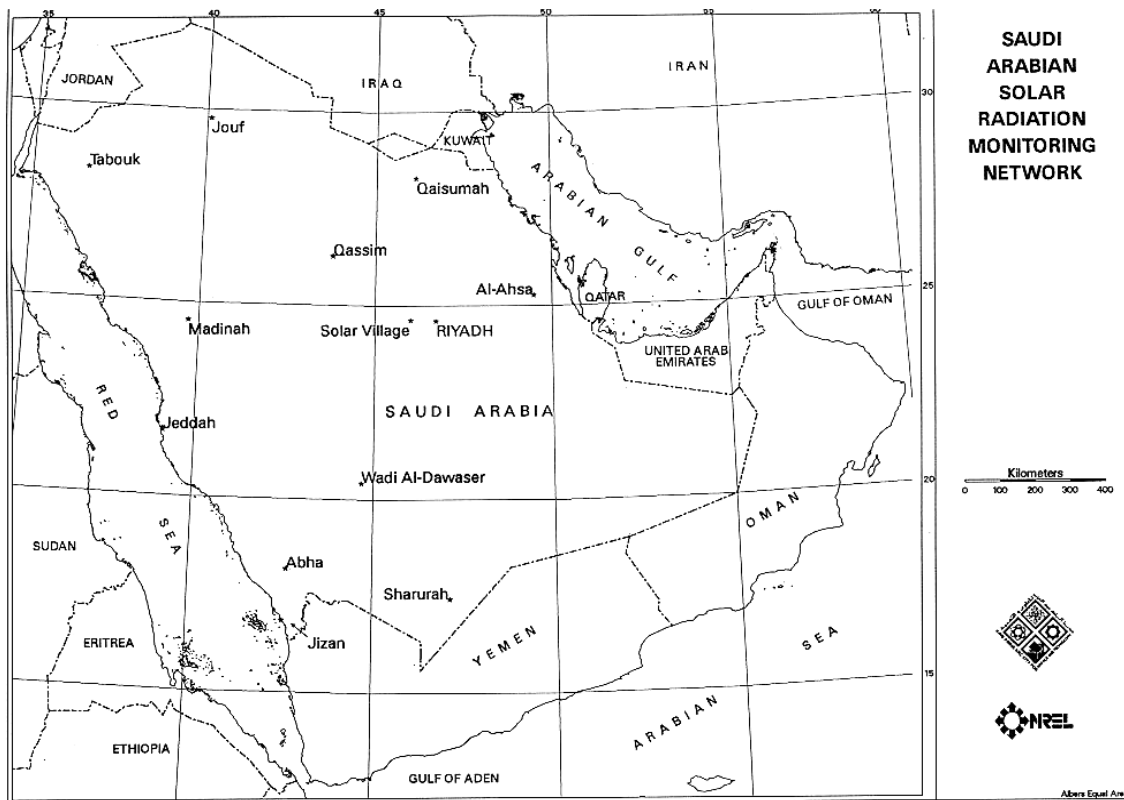 35
40
45
50
SAUDI
ARABIAN
SOLAR
RADIATION
MONITORING
NETWORK
JORDAN
IRAQ
IRAN
30
Jouf
KUWAIT
Tabouk
Qaisumah
ARABIAN
GULF
Qassim
Al-Ahsa
QATAR
25
GULF OF OMAN
Madinah
Solar Village
RIYADH
UNITED ARAB
EMIRATES
RED
SEA
SAUDI ARABIA
Jeddah
Wadi Al-Dawaser
20
Kilometers
0 100 200 300 400
OMAN
SUDAN
Abha
Sharurah
Jizan
ERITREA
YEMEN
ARABIAN
SEA
15
NREL
ETHIOPIA
GULF OF ADEN
Albers Equal Are